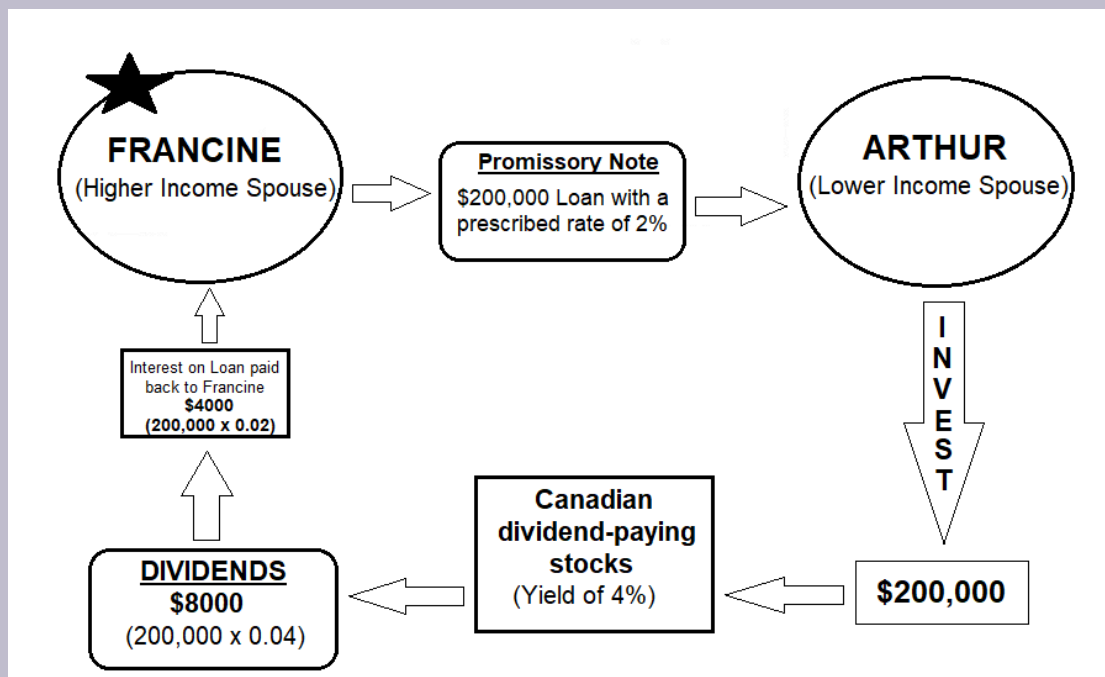 FRANCINE
(Higher Income Spouse)
Promissory Note
$200,000 Loan with a
prescribed rate of 2%
ARTHUR
(Lower Income Spouse)
INVEST
$200,000
Canadian
dividend-paying
stocks
(Yield of 4%)
DIVIDENDS
$8000
(200,000 x 0.04)
Interest on Loan paid
back to Francine
$4000
(200,000 x 0.02)